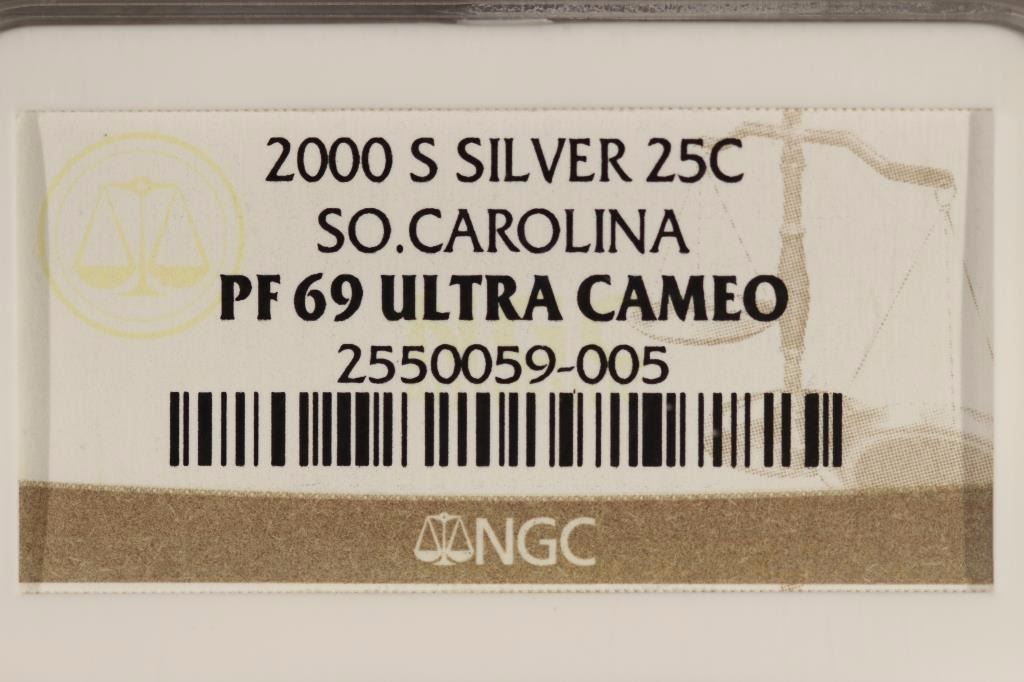 2000 S SILVER 25C
SO.CAROLINA
PF 69 ULTRA CAMEO
2550059-005
NGC